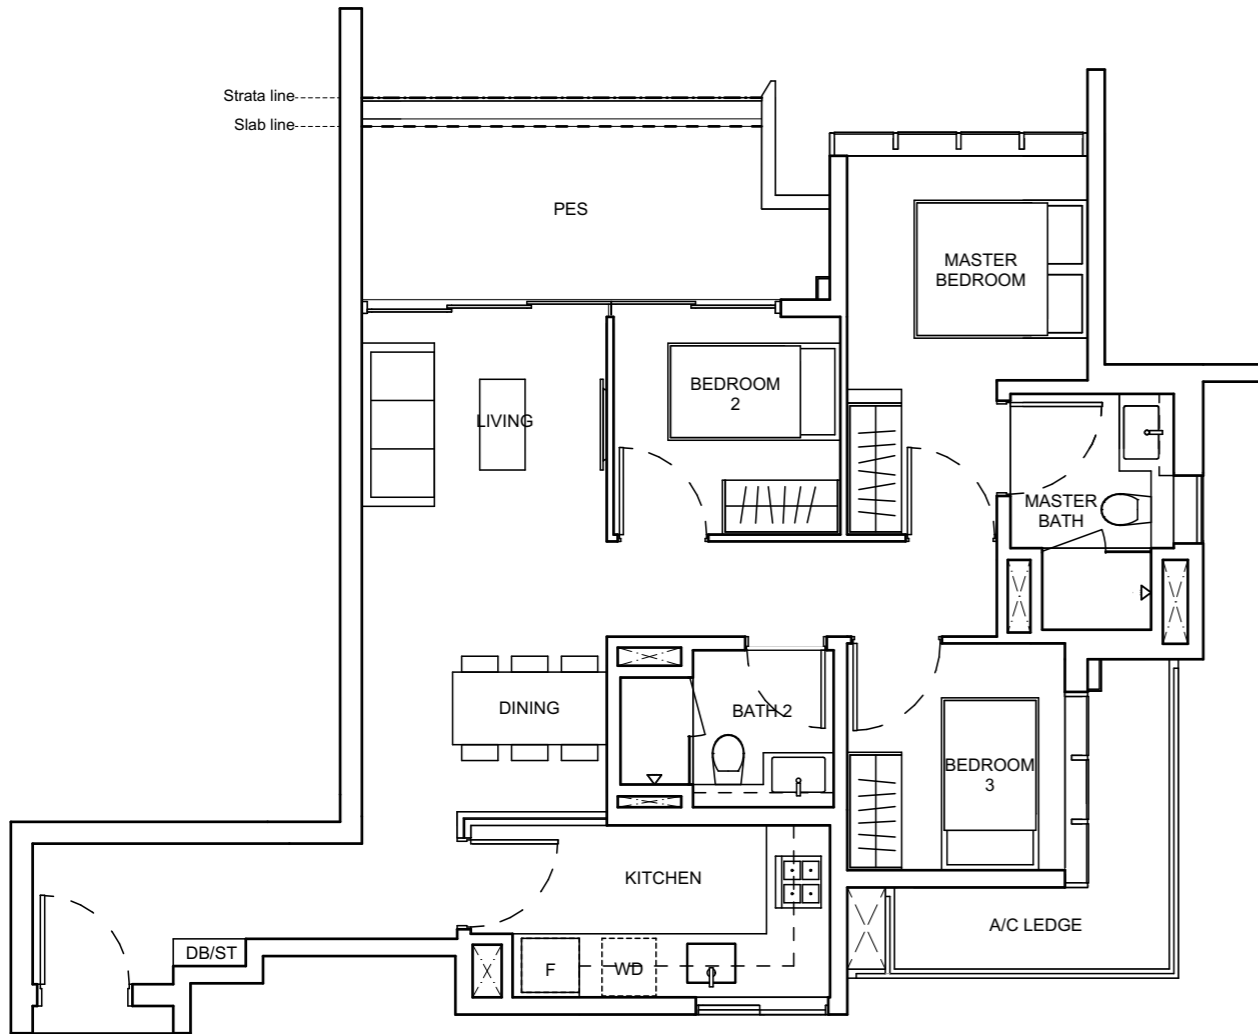 Strata line
Slab line
PES
MASTER
BEDROOM
BEDROOM
2
LIVING
MASTER
BATH
DINING
BATH 2
BEDROOM
3
KITCHEN
A/C LEDGE
DB/ST
F
WD